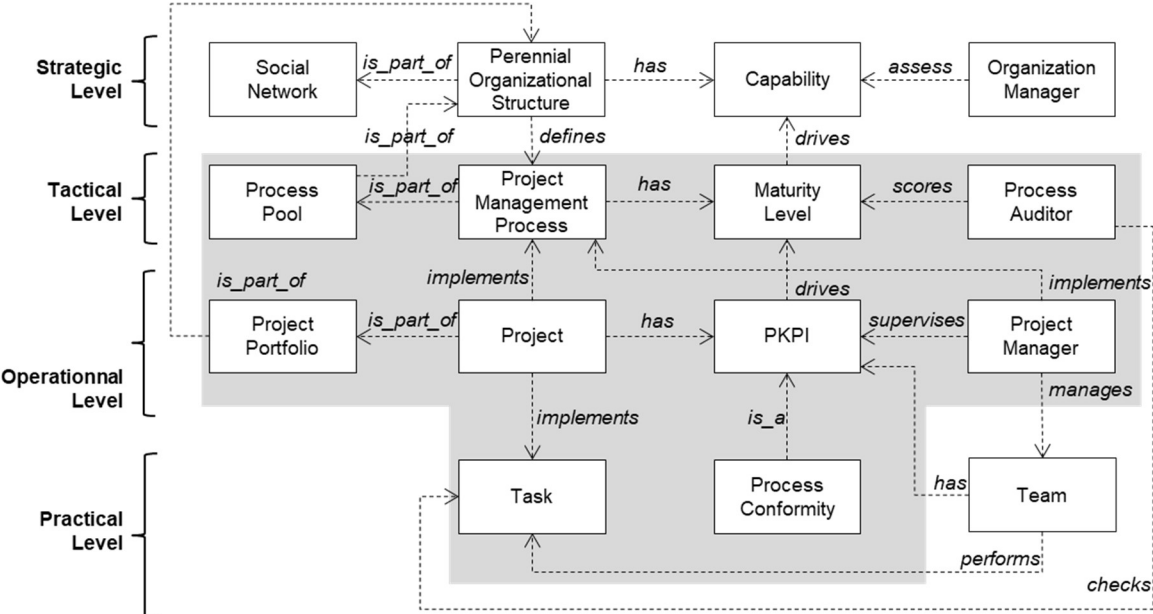 Strategic
Level
Social
Network
is_part_of
Perennial
Organizational
Structure
has
Capability
assess
Organization
Manager
is_part_of
defines
drives
Tactical
Level
Process
Pool
is_part_of
Project
Management
Process
has
Maturity
Level
scores
Process
Auditor
is_part_of
implements
drives
implements
Operationnal
Level
Project
Portfolio
is_part_of
Project
has
PKPI
supervises
Project
Manager
implements
is_a
manages
Practical
Level
Task
Process
Conformity
has
Team
performs
checks